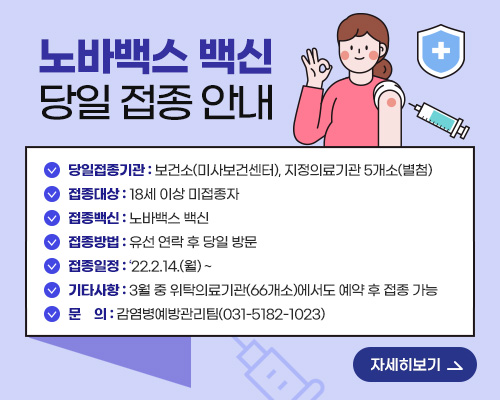 노바백스 백신
당일 접종 안내
당일접종기관 : 보건소(미사보건센터), 지정의료기관 5개소(별첨)
접종대상 : 18세 이상 미접종자
접종백신 : 노바백스 백신
접종방법 : 유선 연락 후 당일 방문
접종일정 : ‘22.2.14.(월) ~
기타사항 : 3월 중 위탁의료기관(66개소)에서도 예약 후 접종 가능
문 의 : 감염병예방관리팀(031-5182-1023)
자세히보기